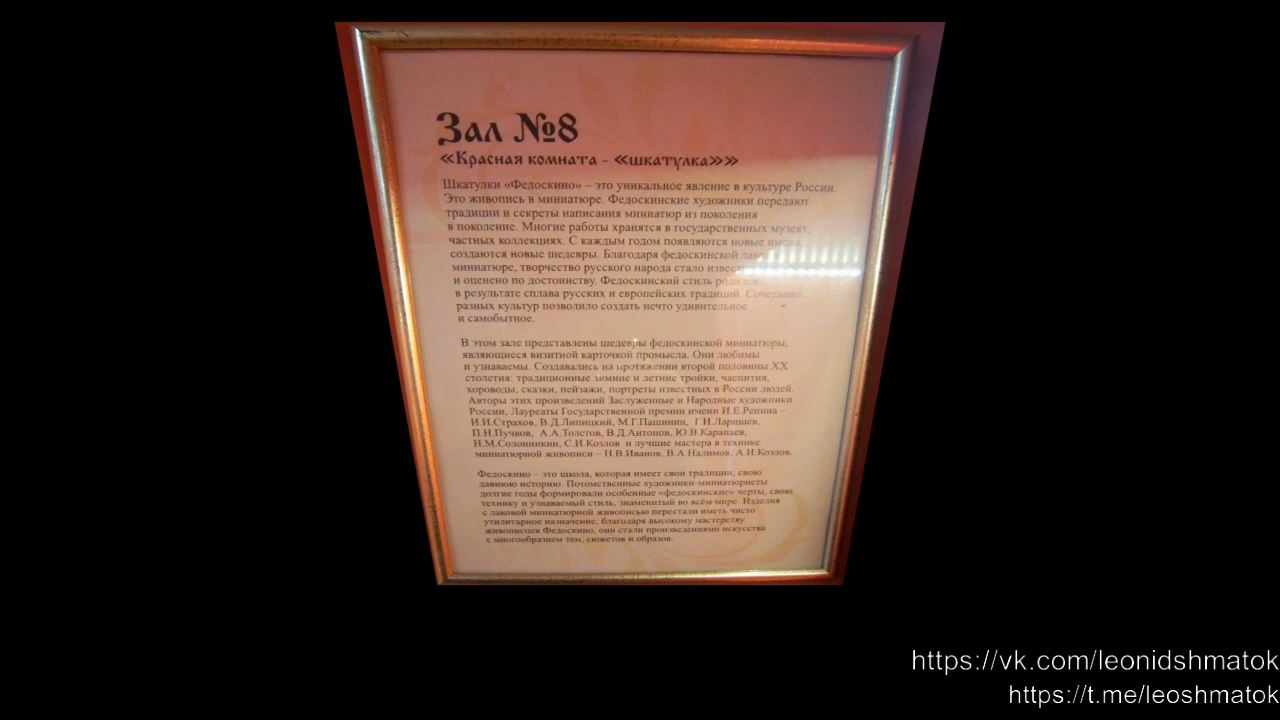 Зал №8
«Красная комната - «шкатулка»»
Шкатулки «Федоскино» – это уникальное явление в культуре России.
Это живопись в миниатюре. Федоскинские художники передают
традиции и секреты написания миниатюр из поколения
в поколение. Многие работы хранятся в государственных музеях,
частных коллекциях. С каждым годом появляются новые имена,
создаются новые шедевры. Благодаря федоскинской
миниатюре, творчество русского народа стало
и оценено по достоинству. Федоскинский стиль родился
в результате сплава русских и европейских традиций. Сочетание
разных культур позволило создать нечто удивительное
и самобытное.
В этом зале представлены шедевры федоскинской миниатюры,
являющиеся визитной карточкой промысла. Они любимы
и узнаваемы. Создавались на протяжении второй половины XX
столетия: традиционные зимние и летние тройки, чаепития,
хороводы, сказки, пейзажи, портреты известных в России людей.
Авторы этих произведений Заслуженные и Народные художники
России, Лауреаты Государственной премии имени И.Е.Репина –
И.И.Страхов, В.Д.Липицкий, М.Г.Пашинин, Г.И.Ларишев,
П.Н.Пучков, А.А.Толстов, В.Д.Антонов, Ю.В.Карапаев,
Н.М.Солонинкин, С.И.Козлов и лучшие мастера в технике
миниатюрной живописи – Н.В.Иванов, В.А.Налимов, А.И.Козлов.
Федоскино – это школа, которая имеет свои традиции, свою
давнюю историю. Потомственные художники-миниатюристы
долгие годы формировали особенные «федоскинские» черты, свою
технику и узнаваемый стиль, знаменитый во всём мире. Изделия
с лаковой миниатюрной живописью перестали иметь чисто
утилитарное назначение, благодаря высокому мастерству
живописцев Федоскино, они стали произведениями искусства
с многообразием тем, сюжетов и образов.
https://vk.com/leonidshmatok
https://t.me/leoshmatok